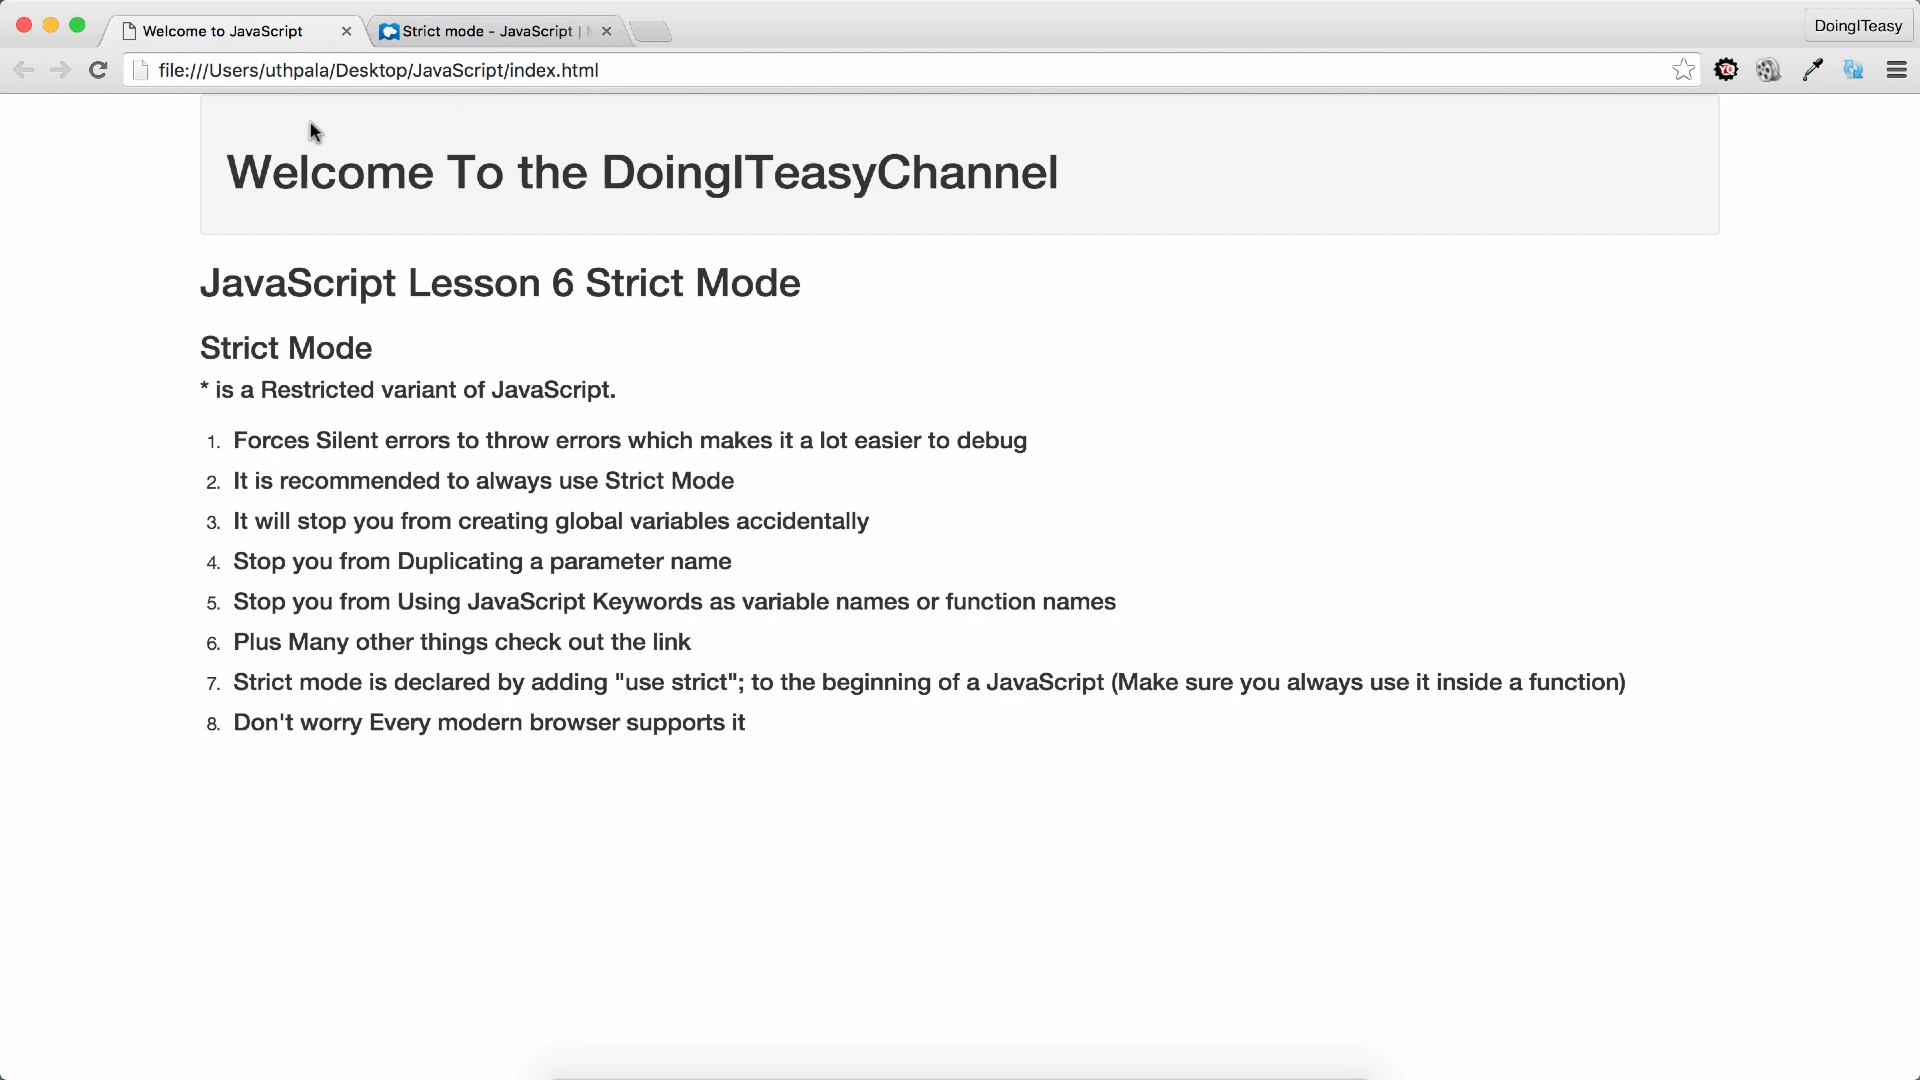 Welcome to JavaScript
Strict mode - JavaScript |
DoingITeasy
file:///Users/uthpala/Desktop/JavaScript/index.html
Welcome To the DoingITeasyChannel
JavaScript Lesson 6 Strict Mode
Strict Mode
* is a Restricted variant of JavaScript.
1. Forces Silent errors to throw errors which makes it a lot easier to debug
2. It is recommended to always use Strict Mode
3. It will stop you from creating global variables accidentally
4. Stop you from Duplicating a parameter name
5. Stop you from Using JavaScript Keywords as variable names or function names
6. Plus Many other things check out the link
7. Strict mode is declared by adding "use strict"; to the beginning of a JavaScript (Make sure you always use it inside a function)
8. Don't worry Every modern browser supports it